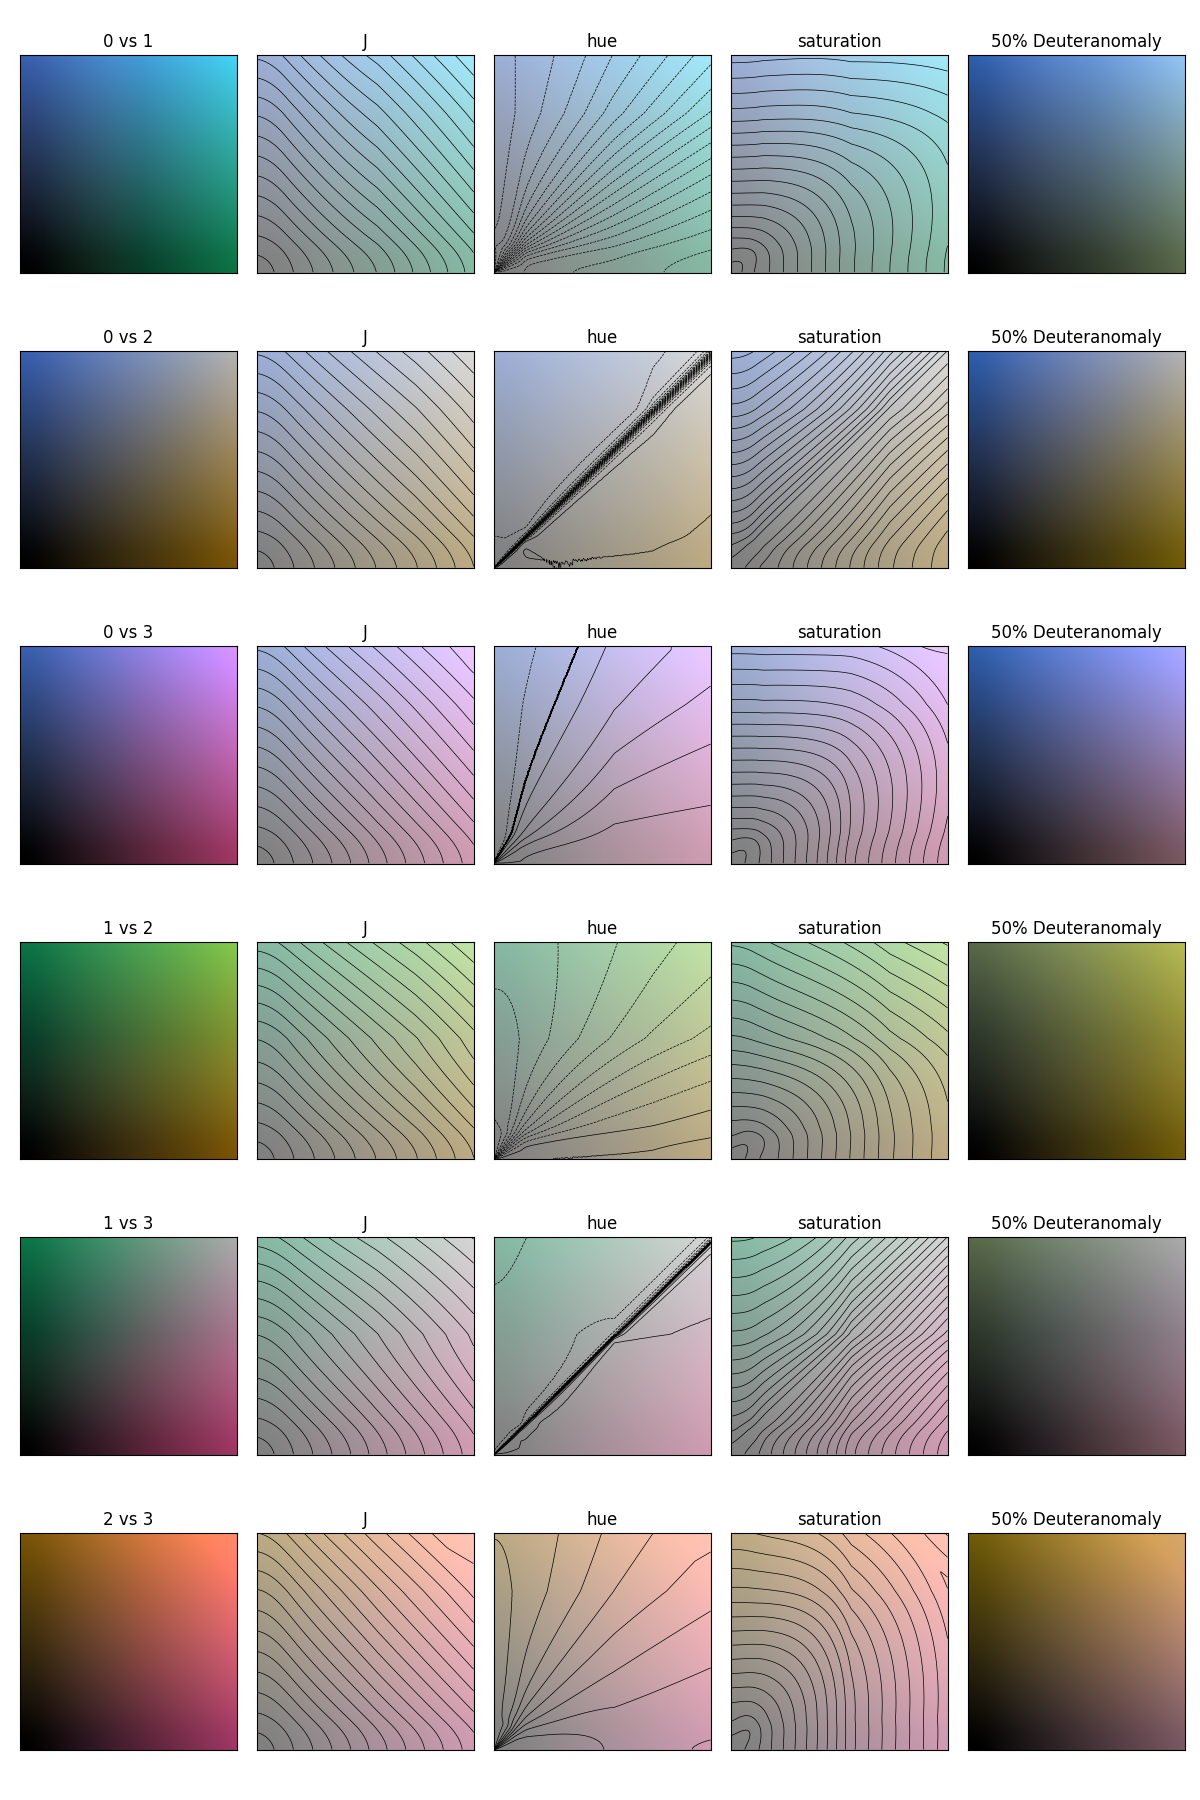 0 vs 1 J hue saturation 50% Deuteranomaly
0 vs 2 J hue saturation 50% Deuteranomaly
0 vs 3 J hue saturation 50% Deuteranomaly
1 vs 2 J hue saturation 50% Deuteranomaly
1 vs 3 J hue saturation 50% Deuteranomaly
2 vs 3 J hue saturation 50% Deuteranomaly